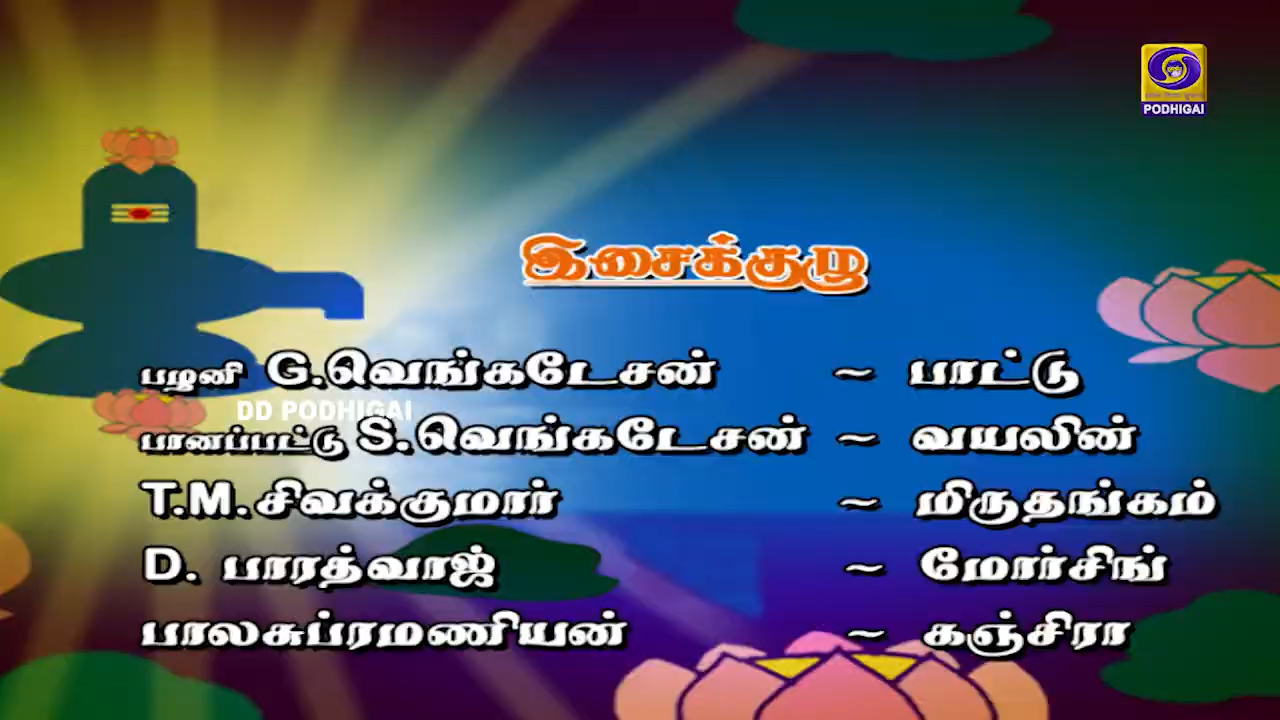 PODHIGAI
இசைக்குழு
பழனி G.வெங்கடேசன் ~ பாட்டு
DD PODHIGAI
பானப்பட்டு S.வெங்கடேசன் ~ வயலின்
T.M.சிவக்குமார் ~ மிருதங்கம்
D. பாரத்வாஜ் ~ மோர்சிங்
பாலசுப்ரமணியன் ~ கஞ்சிரா